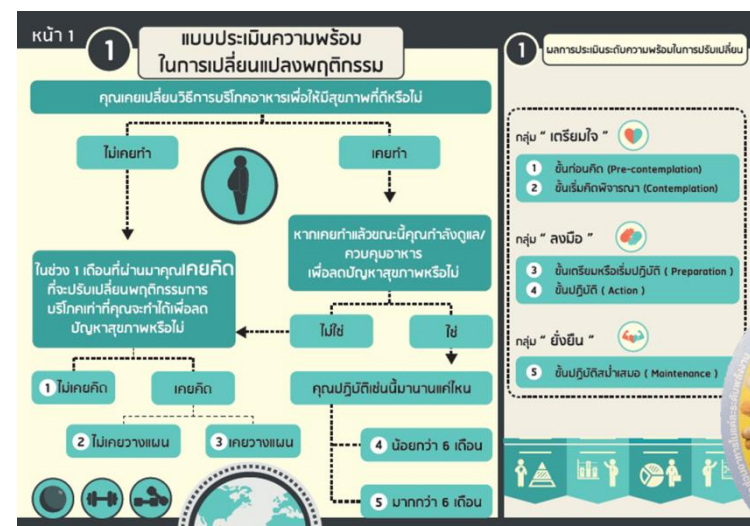 หน้า 1
1
แบบประเมินความพร้อม
ในการเปลี่ยนแปลงพฤติกรรม
คุณเคยเปลี่ยนวิธีการบริโภคอาหารเพื่อให้มีสุขภาพที่ดีหรือไม่
ไม่เคยทำ
เคยทำ
หากเคยทำแล้วขณะนี้คุณกำลังดูแล/
ควบคุมอาหาร
เพื่อลดปัญหาสุขภาพหรือไม่
ในช่วง 1 เดือนที่ผ่านมาคุณเคยคิด
ที่จะปรับเปลี่ยนพฤติกรรมการ
บริโภคเท่าที่คุณจะทำได้เพื่อลด
ปัญหาสุขภาพหรือไม่
ไม่ใช่
ใช่
1 ไม่เคยคิด
เคยคิด
คุณปฏิบัติเช่นนี้มานานแค่ไหน
2 ไม่เคยวางแผน
3 เคยวางแผน
4 น้อยกว่า 6 เดือน
5 มากกว่า 6 เดือน
1
ผลการประเมินระดับความพร้อมในการปรับเปลี่ยน
กลุ่ม “ เตรียมใจ ”
1 ขั้นก่อนคิด (Pre-contemplation)
2 ขั้นเริ่มคิดพิจารณา (Contemplation)
กลุ่ม “ ลงมือ ”
3 ขั้นเตรียมหรือเริ่มปฏิบัติ ( Preparation )
4 ขั้นปฏิบัติ ( Action )
กลุ่ม “ ยั่งยืน ”
5 ขั้นปฏิบัติสม่ำเสมอ ( Maintenance )